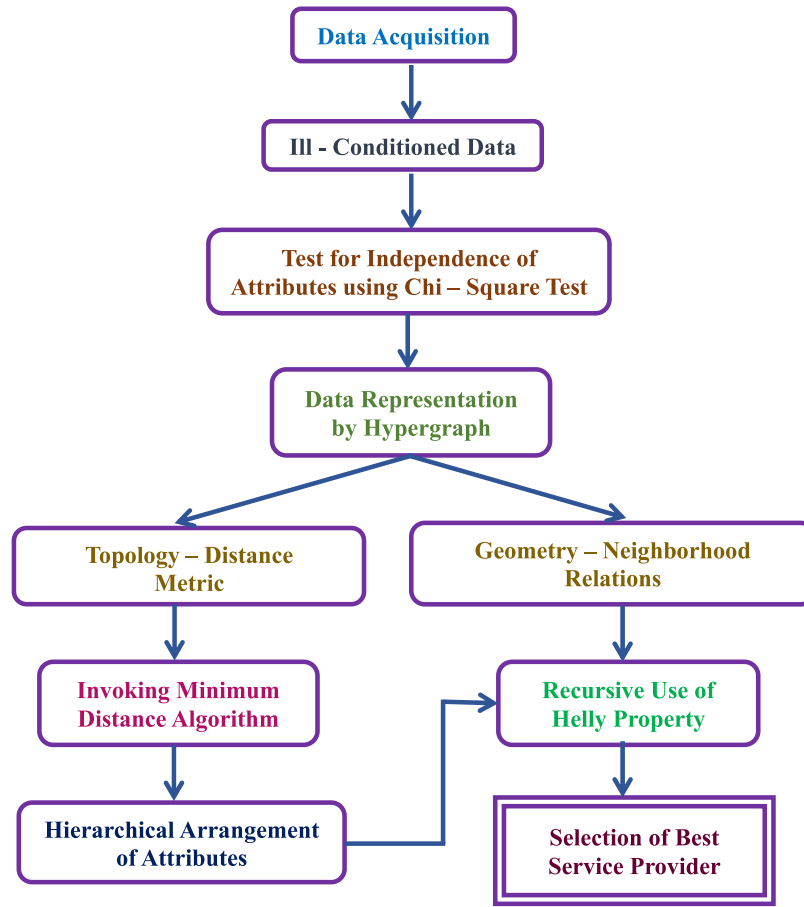 Data Acquisition
Ill - Conditioned Data
Test for Independence of
Attributes using Chi – Square Test
Data Representation
by Hypergraph
Topology – Distance
Metric
Geometry – Neighborhood
Relations
Invoking Minimum
Distance Algorithm
Recursive Use of
Helly Property
Hierarchical Arrangement
of Attributes
Selection of Best
Service Provider